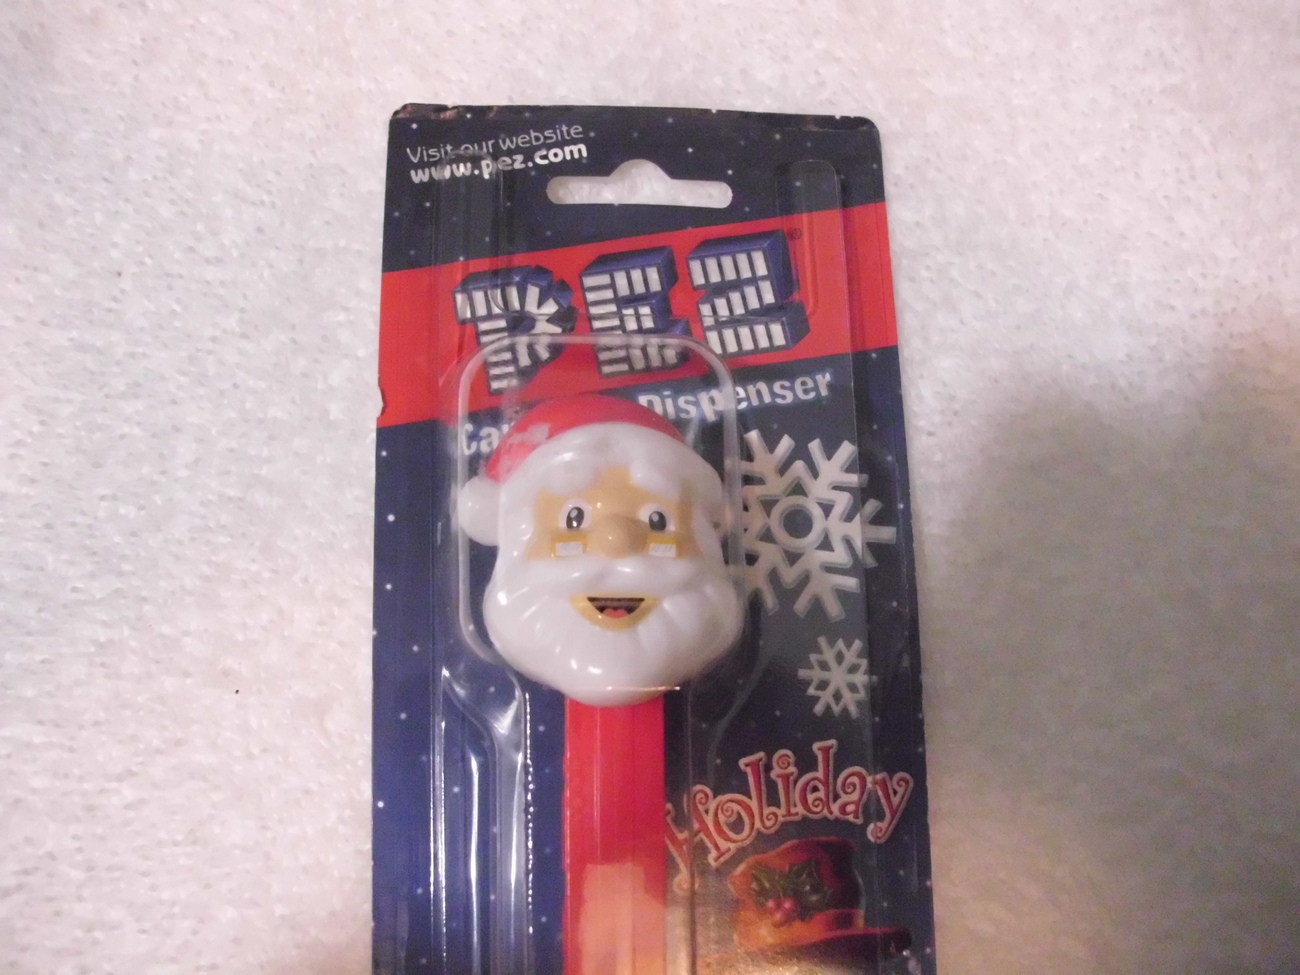 Visit our website
www.pez.com
PEZ®
Dispenser
Holiday